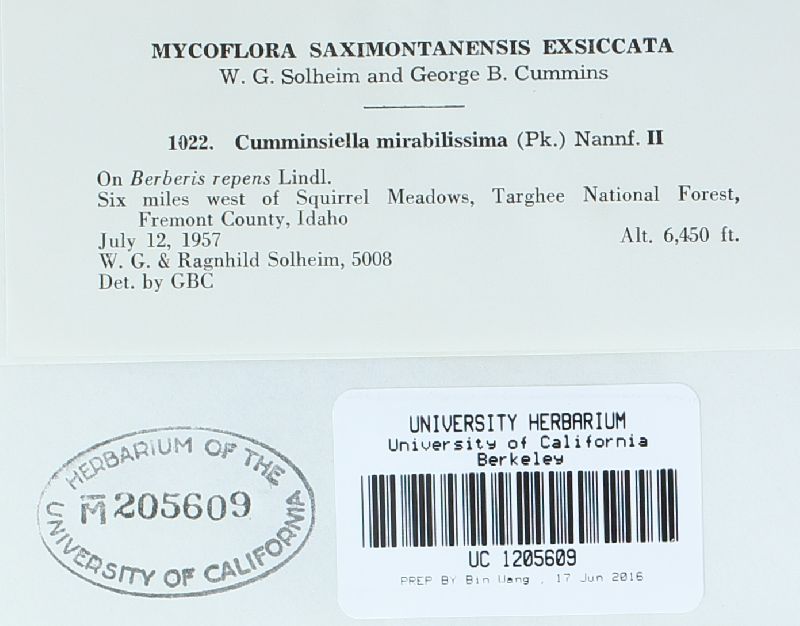 MYCOFLORA SAXIMONTANENSIS EXSICCATA
W. G. Solheim and George B. Cummins
1022. Cumminsiella mirabilissima (Pk.) Nannf. II
On Berberis repens Lindl.
Six miles west of Squirrel Meadows, Targhee National Forest,
Fremont County, Idaho
July 12, 1957 Alt. 6,450 ft.
W. G. & Ragnhild Solheim, 5008
Det. by GBC
HERBARIUM OF THE
M̅ 205609
UNIVERSITY OF CALIFORNIA
UNIVERSITY HERBARIUM
University of California
Berkeley
UC 1205609
PREP BY Bin Wang , 17 Jun 2016